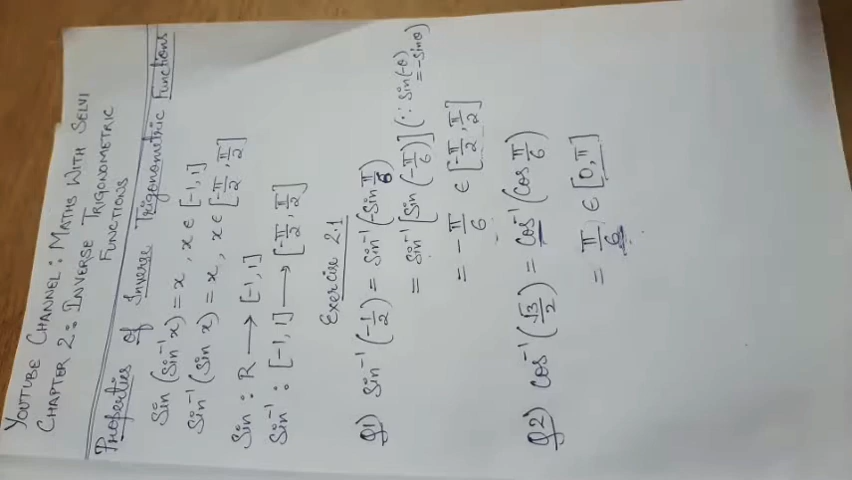 YOUTUBE CHANNEL: MATHS WITH SELVI
CHAPTER 2: INVERSE TRIGONOMETRIC
FUNCTIONS
Properties of Inverse Trigonometric Functions
Sin (Sin⁻¹x) = x , x ∈ [-1, 1]
Sin⁻¹(Sin x) = x , x ∈ [-π/2, π/2]
Sin : R → [-1, 1]
Sin⁻¹ : [-1, 1] → [-π/2, π/2]
Exercise 2.1
Q1) Sin⁻¹(-1/2) = Sin⁻¹(-Sin π/6)
= Sin⁻¹[Sin (-π/6)] (∵ Sin(-θ) = -Sinθ)
= -π/6 ∈ [-π/2, π/2]
Q2) Cos⁻¹(√3/2) = Cos⁻¹(Cos π/6)
= π/6 ∈ [0, π]